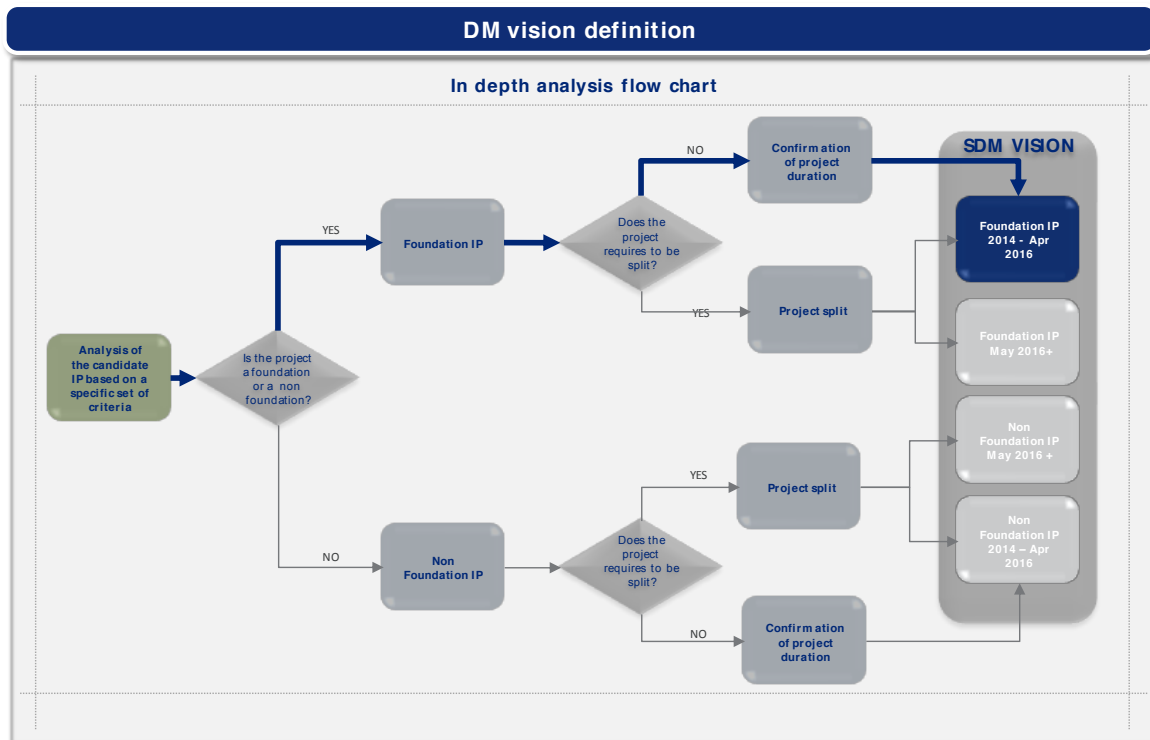 DM vision definition
In depth analysis flow chart
NO
Confirmation
of project
duration
SDM VISION
YES
Foundation IP
Does the
project
requires to be
split?
Foundation IP
2014 - Apr
2016
YES
Project split
Foundation IP
May 2016+
Analysis of
the candidate
IP based on a
specific set of
criteria
Is the project
a foundation
or a non
foundation?
Non
Foundation IP
May 2016 +
YES
Project split
NO
Non
Foundation IP
Does the
project
requires to be
split?
Non
Foundation IP
2014 – Apr
2016
NO
Confirmation
of project
duration